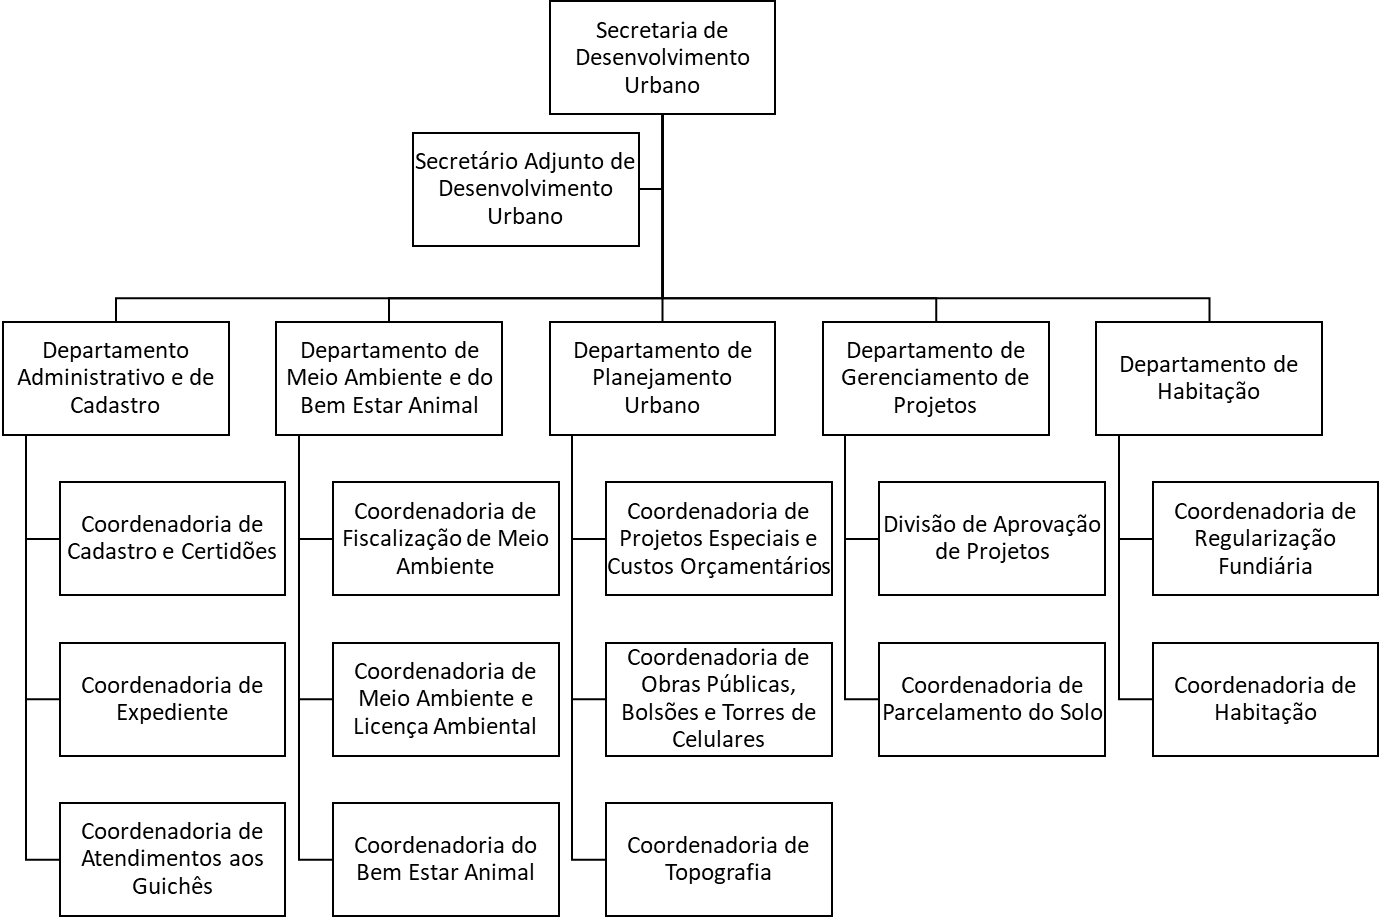 Secretaria de
Desenvolvimento
Urbano
Secretário Adjunto de
Desenvolvimento
Urbano
Departamento
Administrativo e de
Cadastro
Departamento de
Meio Ambiente e do
Bem Estar Animal
Departamento de
Planejamento
Urbano
Departamento de
Gerenciamento de
Projetos
Departamento de
Habitação
Coordenadoria de
Cadastro e Certidões
Coordenadoria de
Fiscalização de Meio
Ambiente
Coordenadoria de
Projetos Especiais e
Custos Orçamentários
Divisão de Aprovação
de Projetos
Coordenadoria de
Regularização
Fundiária
Coordenadoria de
Expediente
Coordenadoria de
Meio Ambiente e
Licença Ambiental
Coordenadoria de
Obras Públicas,
Bolsões e Torres de
Celulares
Coordenadoria de
Parcelamento do Solo
Coordenadoria de
Habitação
Coordenadoria de
Atendimentos aos
Guichês
Coordenadoria do
Bem Estar Animal
Coordenadoria de
Topografia